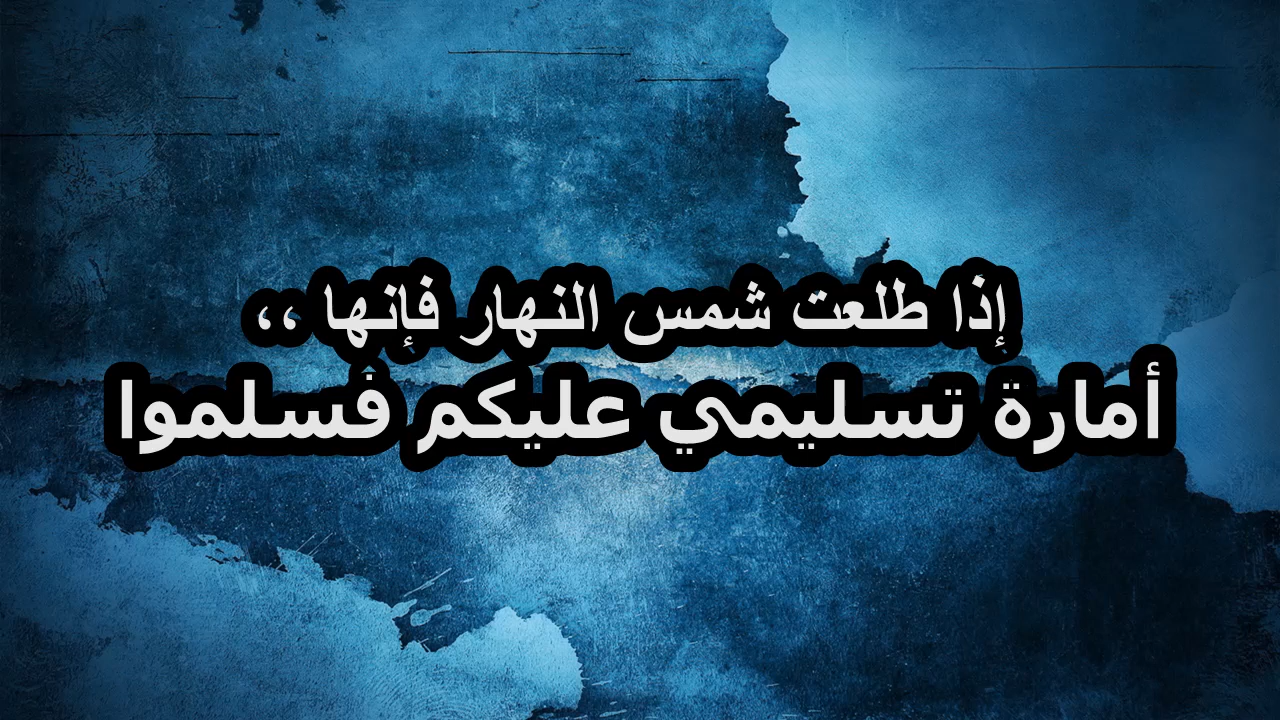 إذا طلعت شمس النهار فإنها ،،
أمارة تسليمي عليكم فسلموا